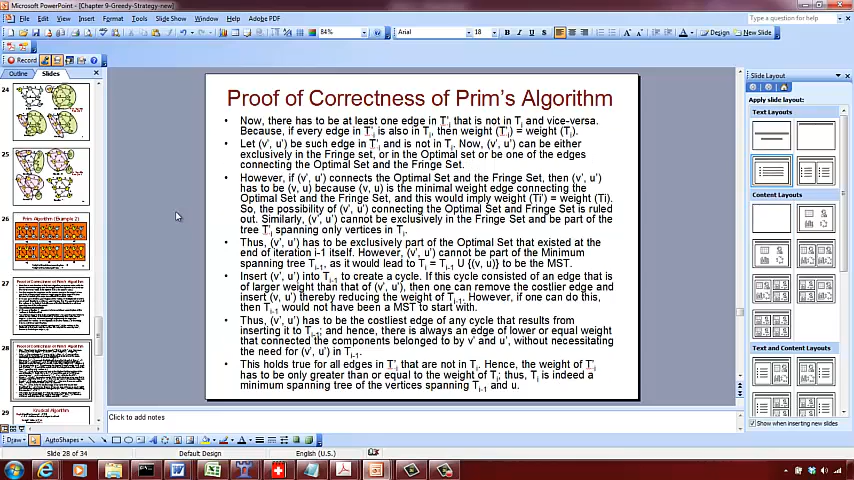 Microsoft PowerPoint - [Chapter 9-Greedy-Strategy-new]
File Edit View Insert Format Tools Slide Show Window Help Adobe PDF
Type a question for help
84%
Arial 18 B I U S Design New Slide
Record
Outline Slides
24
25
26
Prim Algorithm (Example 2)
27
28
29
Kruskal Algorithm
Proof of Correctness of Prim's Algorithm
• Now, there has to be at least one edge in T'i that is not in Ti and vice-versa.
Because, if every edge in T'i is also in Ti, then weight (T'i) = weight (Ti).
• Let (v', u') be such edge in T'i and is not in Ti. Now, (v', u') can be either
exclusively in the Fringe set, or in the Optimal set or be one of the edges
connecting the Optimal Set and the Fringe Set.
• However, if (v', u') connects the Optimal Set and the Fringe Set, then (v', u')
has to be (v, u) because (v, u) is the minimal weight edge connecting the
Optimal Set and the Fringe Set, and this would imply weight (Ti') = weight (Ti).
So, the possibility of (v', u') connecting the Optimal Set and Fringe Set is ruled
out. Similarly, (v', u') cannot be exclusively in the Fringe Set and be part of the
tree T'i spanning only vertices in Ti.
• Thus, (v', u') has to be exclusively part of the Optimal Set that existed at the
end of iteration i-1 itself. However, (v', u') cannot be part of the Minimum
spanning tree Ti-1, as it would lead to Ti = Ti-1 U {(v, u)} to be the MST.
• Insert (v', u') into Ti-1 to create a cycle. If this cycle consisted of an edge that is
of larger weight than that of (v', u'), then one can remove the costlier edge and
insert (v, u') thereby reducing the weight of Ti-1. However, if one can do this,
then Ti-1 would not have been a MST to start with.
• Thus, (v', u') has to be the costliest edge of any cycle that results from
inserting it to Ti-1; and hence, there is always an edge of lower or equal weight
that connected the components belonged to by v' and u', without necessitating
the need for (v', u') in Ti-1.
• This holds true for all edges in T'i that are not in Ti. Hence, the weight of T'i
has to be only greater than or equal to the weight of Ti; thus, Ti is indeed a
minimum spanning tree of the vertices spanning Ti-1 and u.
Slide Layout
Apply slide layout:
Text Layouts
Content Layouts
Text and Content Layouts
Show when inserting new slides
Click to add notes
Draw AutoShapes
Slide 28 of 34 Default Design English (U.S.)